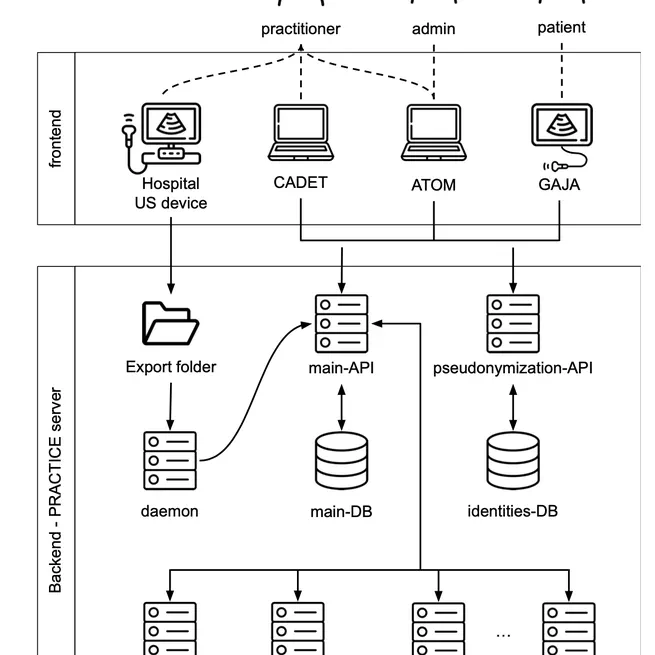 practitioner
admin
patient
frontend
Hospital
US device
CADET
ATOM
GAJA
Backend - PRACTICE server
Export folder
main-API
pseudonymization-API
daemon
main-DB
identities-DB
...